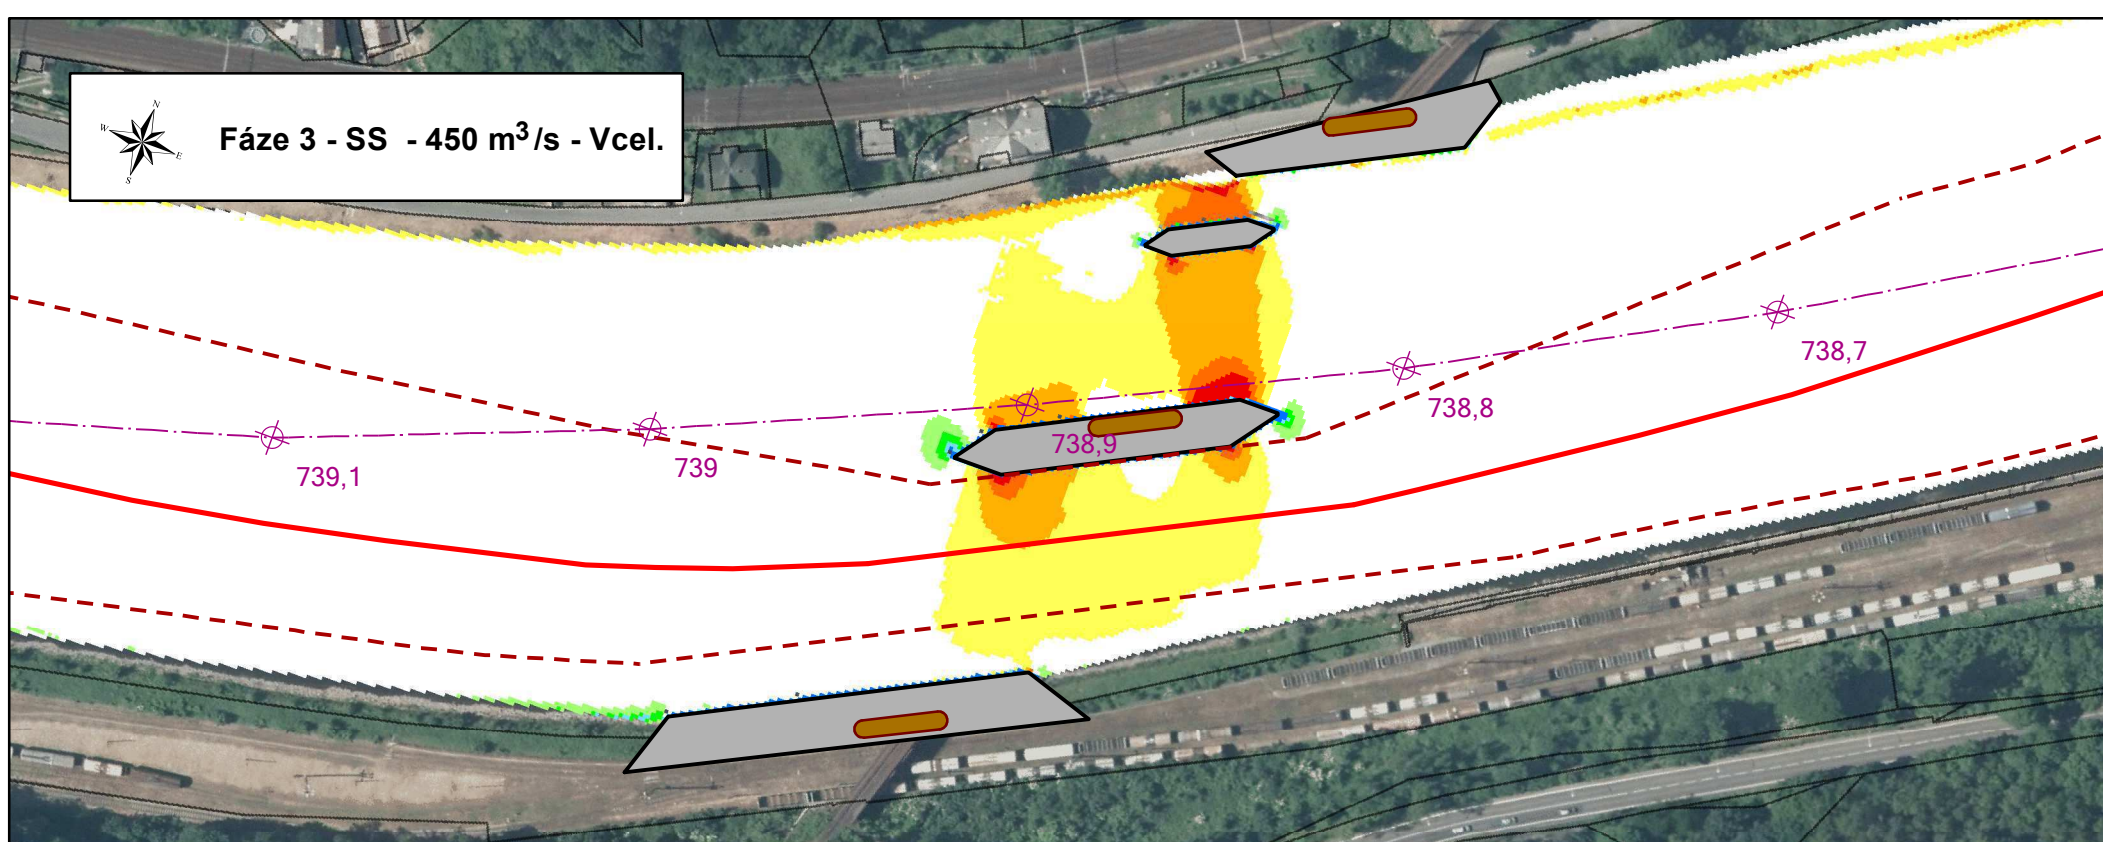 N
W
E
S
Fáze 3 - SS - 450 m³/s - Vcel.
738,7
738,8
738,9
739
739,1